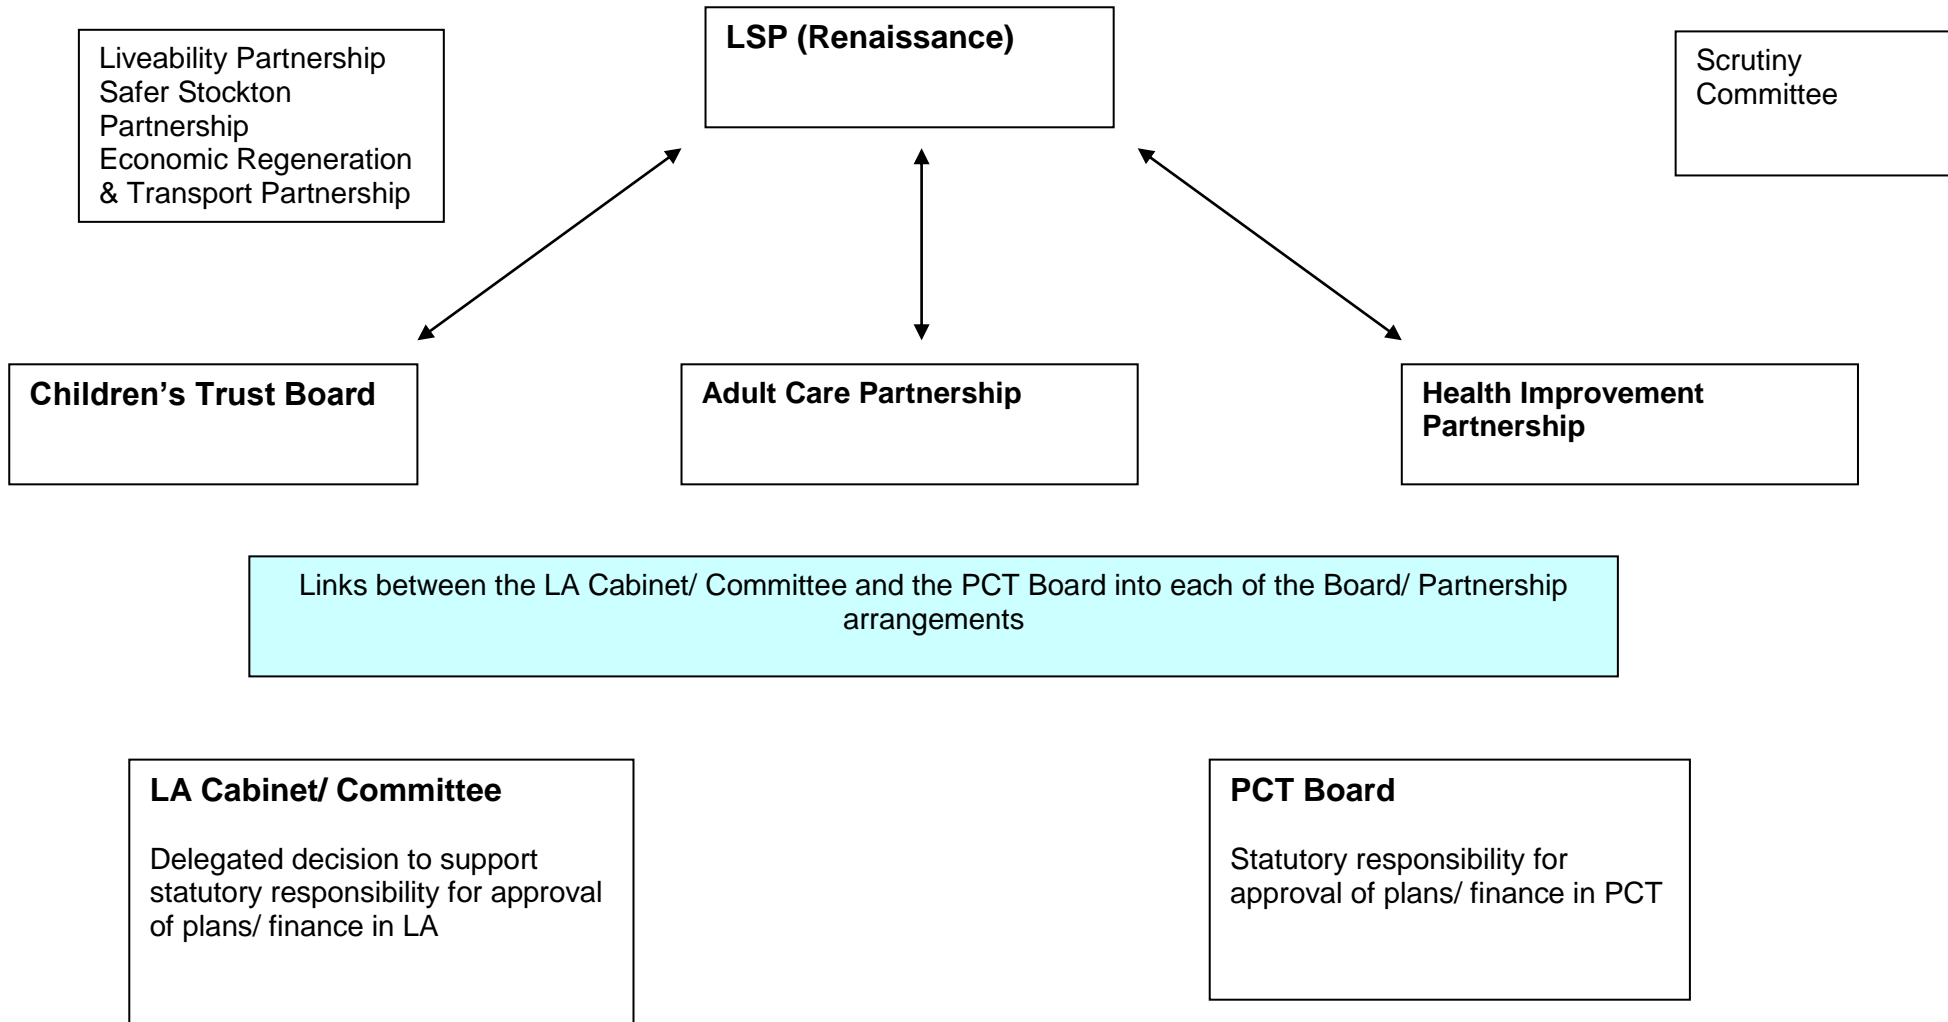 Liveability Partnership
Safer Stockton
Partnership
Economic Regeneration
& Transport Partnership
LSP (Renaissance)
Scrutiny
Committee
Children’s Trust Board
Adult Care Partnership
Health Improvement
Partnership
Links between the LA Cabinet/ Committee and the PCT Board into each of the Board/ Partnership
arrangements
LA Cabinet/ Committee
Delegated decision to support
statutory responsibility for approval
of plans/ finance in LA
PCT Board
Statutory responsibility for
approval of plans/ finance in PCT